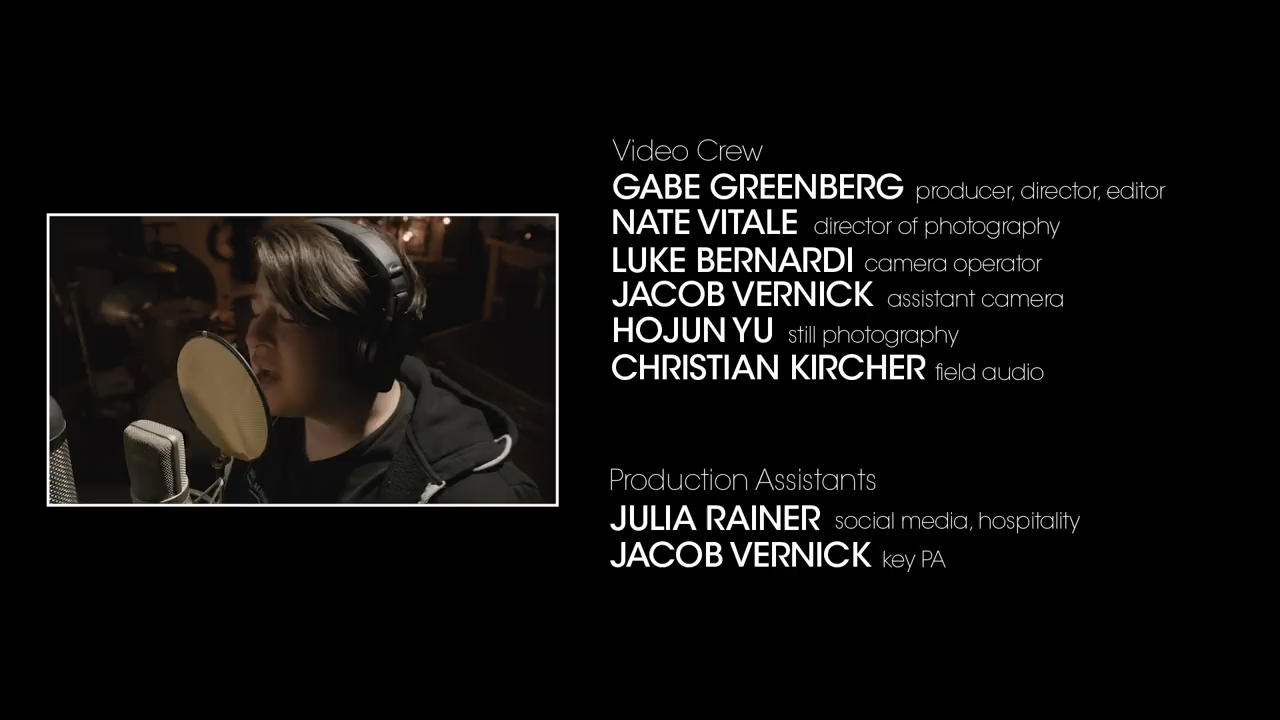 Video Crew
GABE GREENBERG producer, director, editor
NATE VITALE director of photography
LUKE BERNARDI camera operator
JACOB VERNICK assistant camera
HOJUN YU still photography
CHRISTIAN KIRCHER field audio
Production Assistants
JULIA RAINER social media, hospitality
JACOB VERNICK key PA